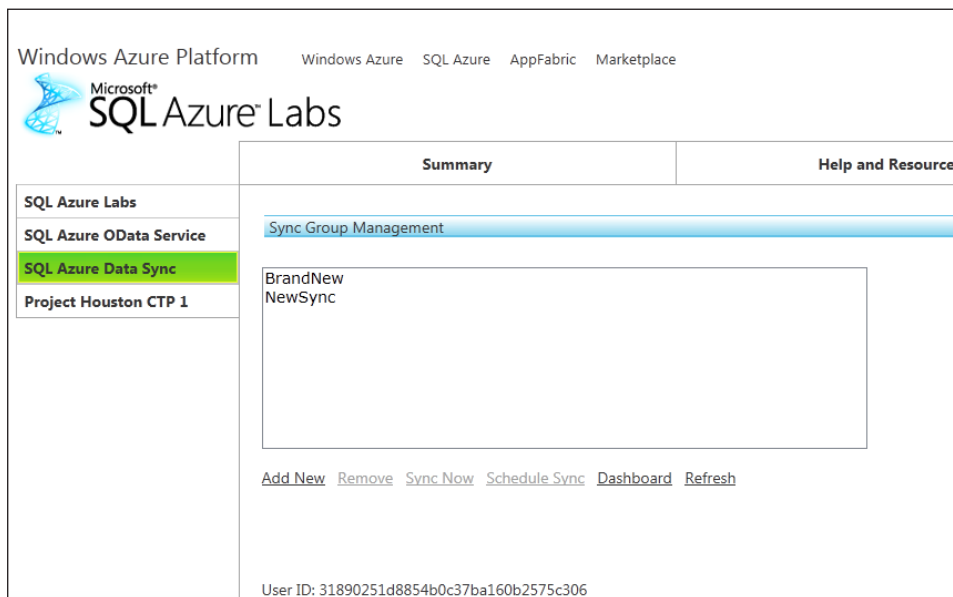 Windows Azure Platform Windows Azure SQL Azure AppFabric Marketplace
Microsoft®
SQL Azure™ Labs
Summary Help and Resource
SQL Azure Labs
SQL Azure OData Service
SQL Azure Data Sync
Project Houston CTP 1
Sync Group Management
BrandNew
NewSync
Add New Remove Sync Now Schedule Sync Dashboard Refresh
User ID: 31890251d8854b0c37ba160b2575c306